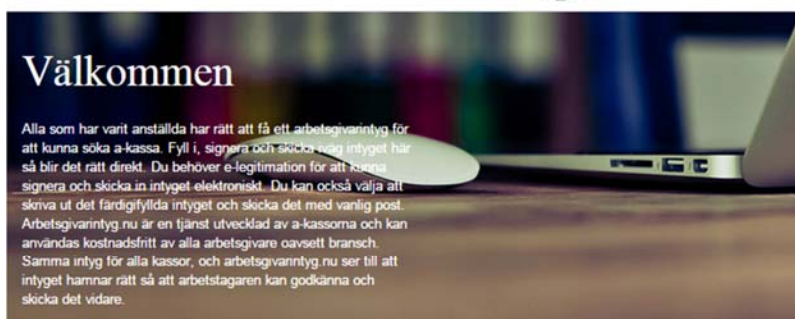 Välkommen
Alla som har varit anställda har rätt att få ett arbetsgivarintyg för
att kunna söka a-kassa. Fyll i, signera och skicka iväg intyget här
så blir det rätt direkt. Du behöver e-legitimation för att kunna
signera och skicka in intyget elektroniskt. Du kan också välja att
skriva ut det färdigifyllda intyget och skicka det med vanlig post.
Arbetsgivarintyg.nu är en tjänst utvecklad av a-kassorna och kan
användas kostnadsfritt av alla arbetsgivare oavsett bransch.
Samma intyg för alla kassor, och arbetsgivarintyg.nu ser till att
intyget hamnar rätt så att arbetstagaren kan godkänna och
skicka det vidare.